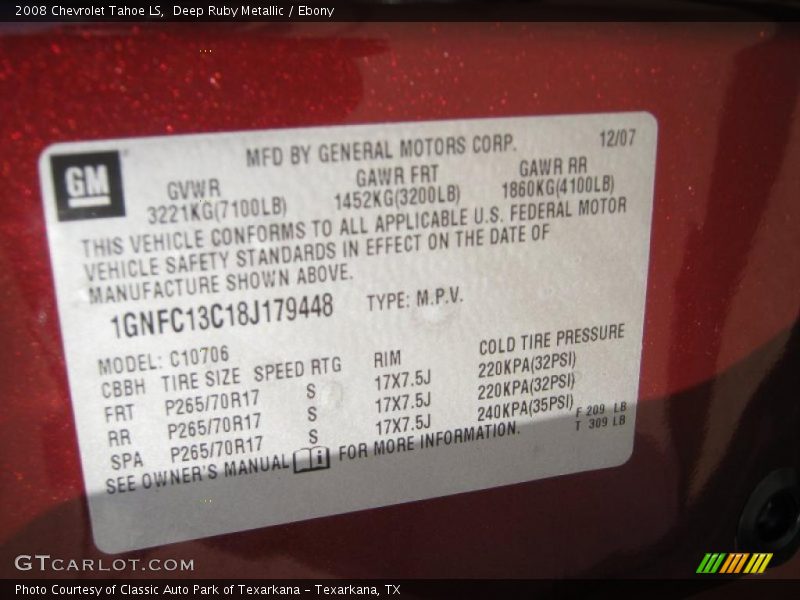 2008 Chevrolet Tahoe LS, Deep Ruby Metallic / Ebony
GM
MFD BY GENERAL MOTORS CORP. 12/07
GVWR GAWR FRT GAWR RR
3221KG(7100LB) 1452KG(3200LB) 1860KG(4100LB)
THIS VEHICLE CONFORMS TO ALL APPLICABLE U.S. FEDERAL MOTOR
VEHICLE SAFETY STANDARDS IN EFFECT ON THE DATE OF
MANUFACTURE SHOWN ABOVE.
1GNFC13C18J179448 TYPE: M.P.V.
MODEL: C10706
CBBH TIRE SIZE SPEED RTG RIM COLD TIRE PRESSURE
FRT P265/70R17 S 17X7.5J 220KPA(32PSI)
RR P265/70R17 S 17X7.5J 220KPA(32PSI)
SPA P265/70R17 S 17X7.5J 240KPA(35PSI)
F 209 LB
T 309 LB
SEE OWNER'S MANUAL i FOR MORE INFORMATION.
GTCARLOT.COM
Photo Courtesy of Classic Auto Park of Texarkana - Texarkana, TX